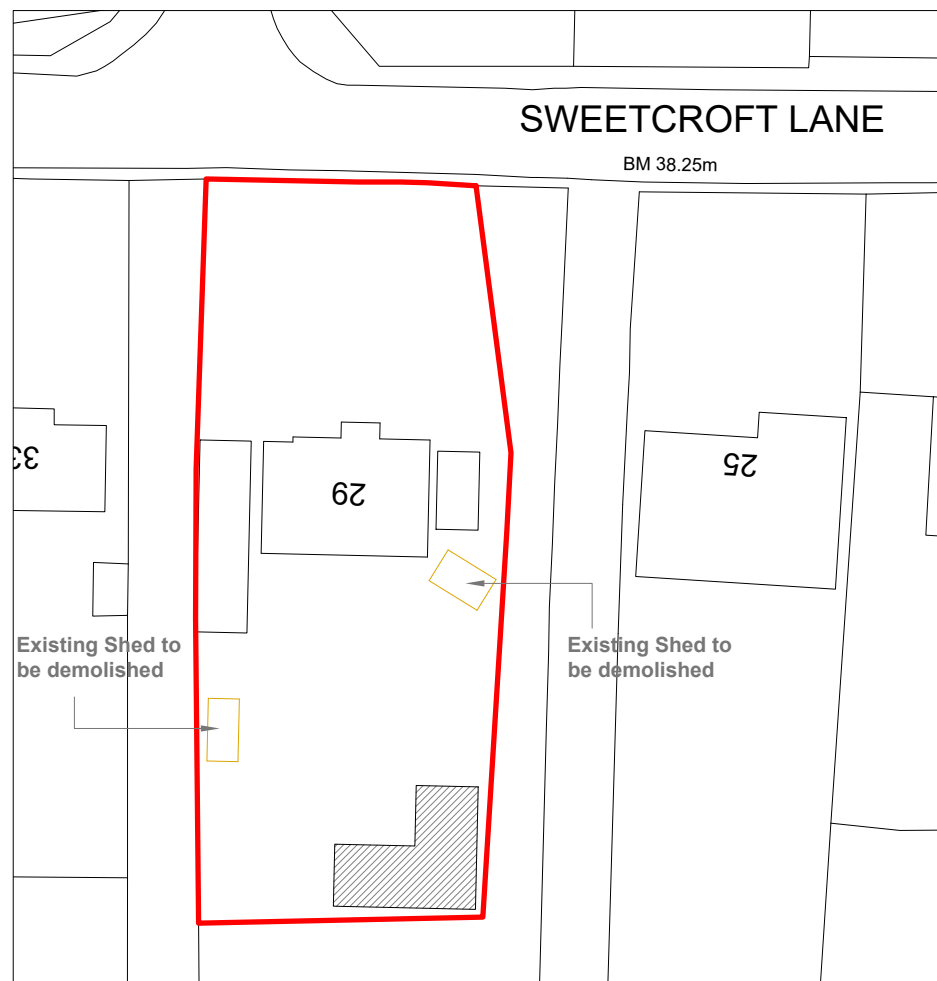 SWEETCROFT LANE
BM 38.25m
33
29
25
Existing Shed to
be demolished
Existing Shed to
be demolished